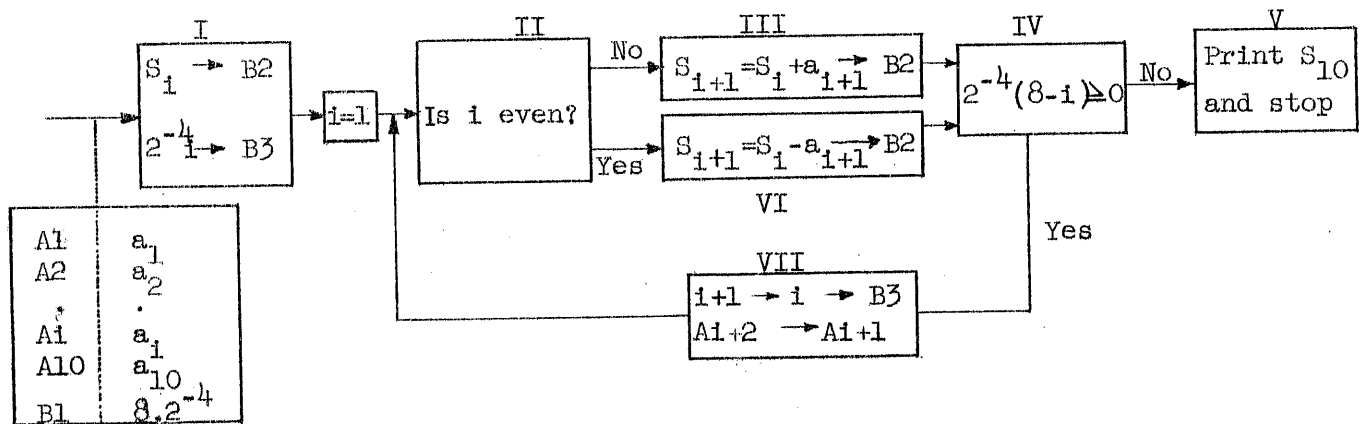 I
S_i → B2
2^-4 i → B3
i=1
II
Is i even?
No
Yes
III
S_i+1 = S_i + a_i+1 → B2
S_i+1 = S_i - a_i+1 → B2
VI
IV
2^-4 (8-i) ≥ 0
No
Yes
V
Print S_10
and stop
VII
i+1 → i → B3
Ai+2 → Ai+1
A1 a_1
A2 a_2
. .
Ai a_i
A10 a_10
B1 8.2^-4